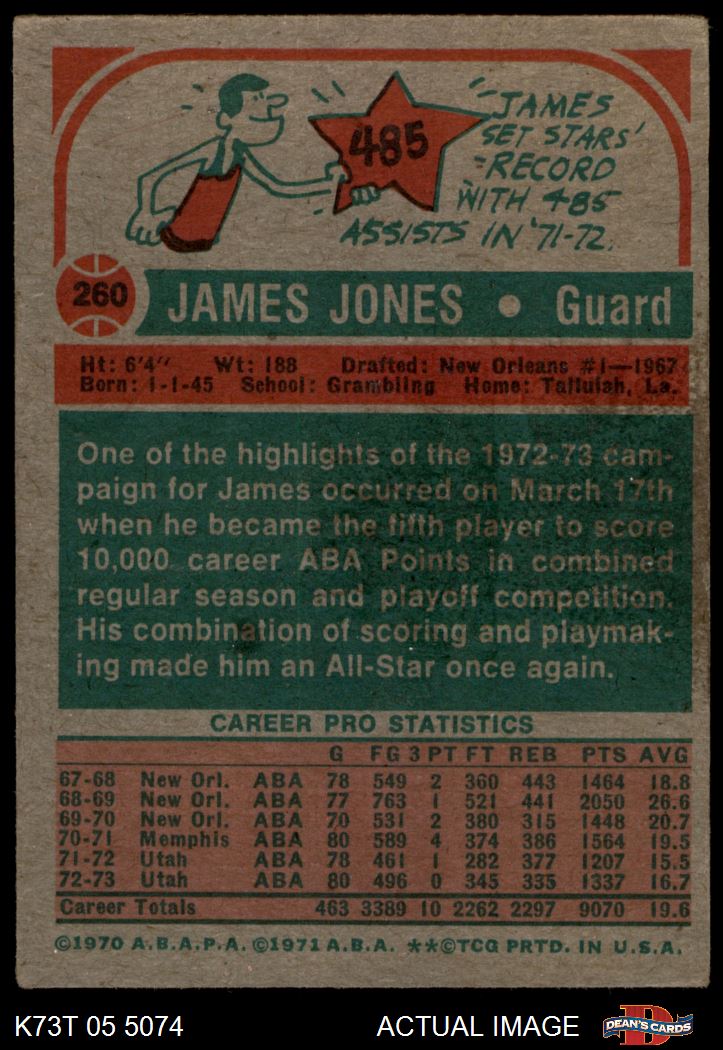 485
JAMES
SET STARS'
RECORD
WITH 485
ASSISTS IN '71-72.
260 JAMES JONES • Guard
Ht: 6'4" Wt: 188 Drafted: New Orleans #1—1967
Born: 1-1-45 School: Grambling Home: Tallulah, La.
One of the highlights of the 1972-73 cam-
paign for James occurred on March 17th
when he became the fifth player to score
10,000 career ABA Points in combined
regular season and playoff competition.
His combination of scoring and playmak-
ing made him an All-Star once again.
CAREER PRO STATISTICS
G FG 3 PT FT REB PTS AVG
67-68 New Orl. ABA 78 549 2 360 443 1464 18.8
68-69 New Orl. ABA 77 763 1 521 441 2050 26.6
69-70 New Orl. ABA 70 531 2 380 315 1448 20.7
70-71 Memphis ABA 80 589 4 374 386 1564 19.5
71-72 Utah ABA 78 461 1 282 377 1207 15.5
72-73 Utah ABA 80 496 0 345 335 1337 16.7
Career Totals 463 3389 10 2262 2297 9070 19.6
©1970 A.B.A.P.A. ©1971 A.B.A. **©TCG PRTD. IN U.S.A.
K73T 05 5074 ACTUAL IMAGE DEAN'S CARDS